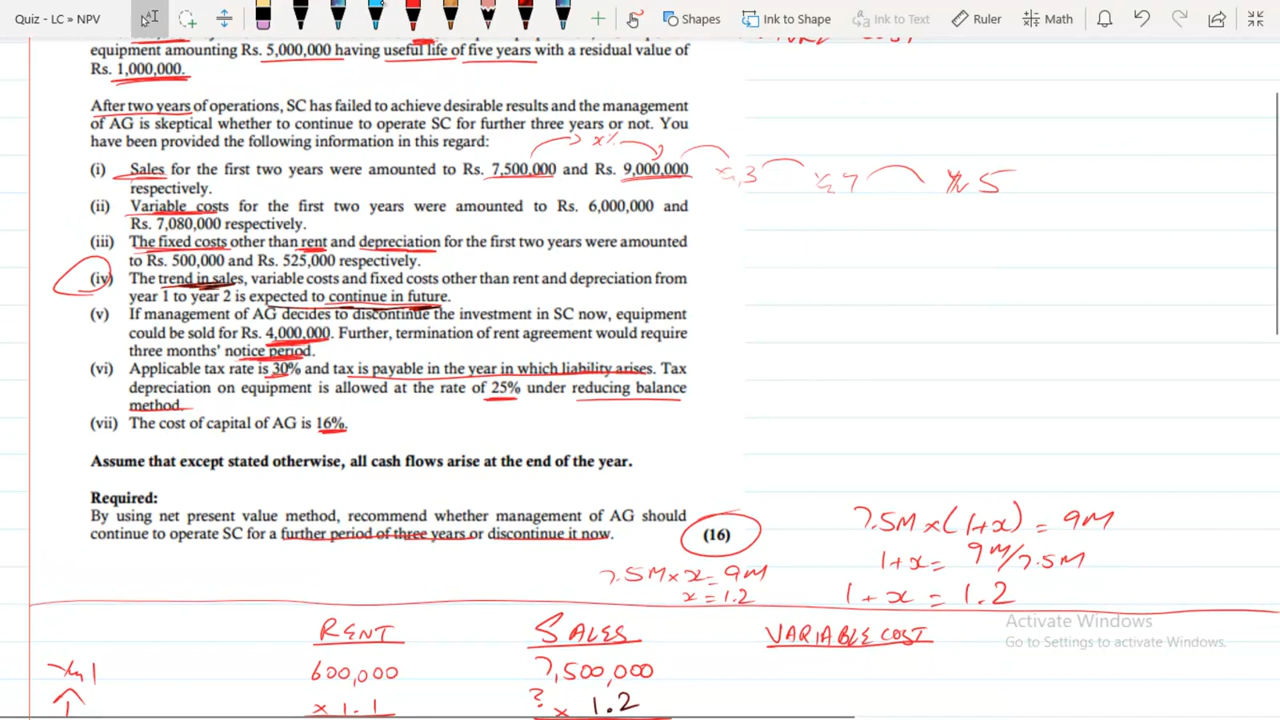 Quiz - LC » NPV
Shapes
Ink to Shape
Ink to Text
Ruler
Math
COST
equipment amounting Rs. 5,000,000 having useful life of five years with a residual value of
Rs. 1,000,000.
After two years of operations, SC has failed to achieve desirable results and the management
of AG is skeptical whether to continue to operate SC for further three years or not. You
have been provided the following information in this regard:
x%
(i) Sales for the first two years were amounted to Rs. 7,500,000 and Rs. 9,000,000
respectively.
Yr 5
(ii) Variable costs for the first two years were amounted to Rs. 6,000,000 and
Rs. 7,080,000 respectively.
(iii) The fixed costs other than rent and depreciation for the first two years were amounted
to Rs. 500,000 and Rs. 525,000 respectively.
(iv) The trend in sales, variable costs and fixed costs other than rent and depreciation from
year 1 to year 2 is expected to continue in future.
(v) If management of AG decides to discontinue the investment in SC now, equipment
could be sold for Rs. 4,000,000. Further, termination of rent agreement would require
three months' notice period.
(vi) Applicable tax rate is 30% and tax is payable in the year in which liability arises. Tax
depreciation on equipment is allowed at the rate of 25% under reducing balance
method.
(vii) The cost of capital of AG is 16%.
Assume that except stated otherwise, all cash flows arise at the end of the year.
Required:
By using net present value method, recommend whether management of AG should
continue to operate SC for a further period of three years or discontinue it now. (16)
7.5M x (1+x) = 9M
1+x = 9M/7.5M
1 + x = 1.2
7.5M x x = 9M
x = 1.2
Activate Windows
Go to Settings to activate Windows.
RENT SALES VARIABLE COST
Yr 1 600,000 7,500,000
x 1.1 ? x 1.2